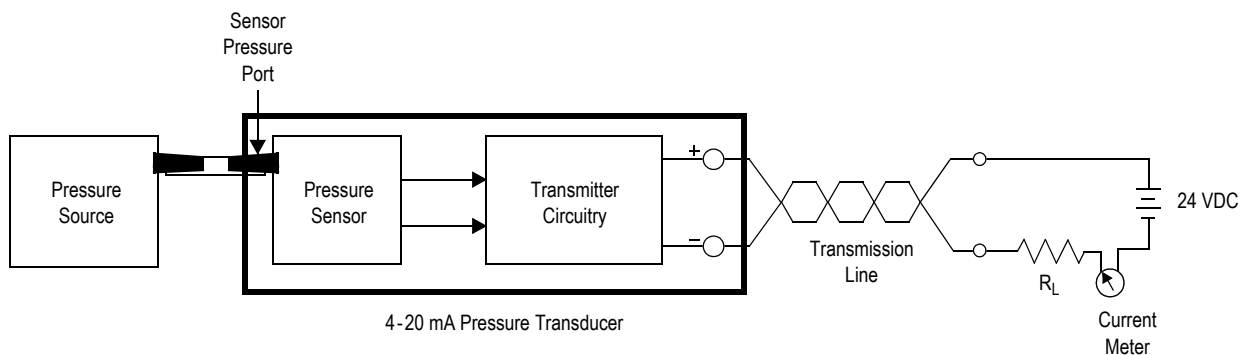 Sensor
Pressure
Port
Pressure
Source
Pressure
Sensor
Transmitter
Circuitry
+
−
Transmission
Line
24 VDC
RL
Current
Meter
4-20 mA Pressure Transducer